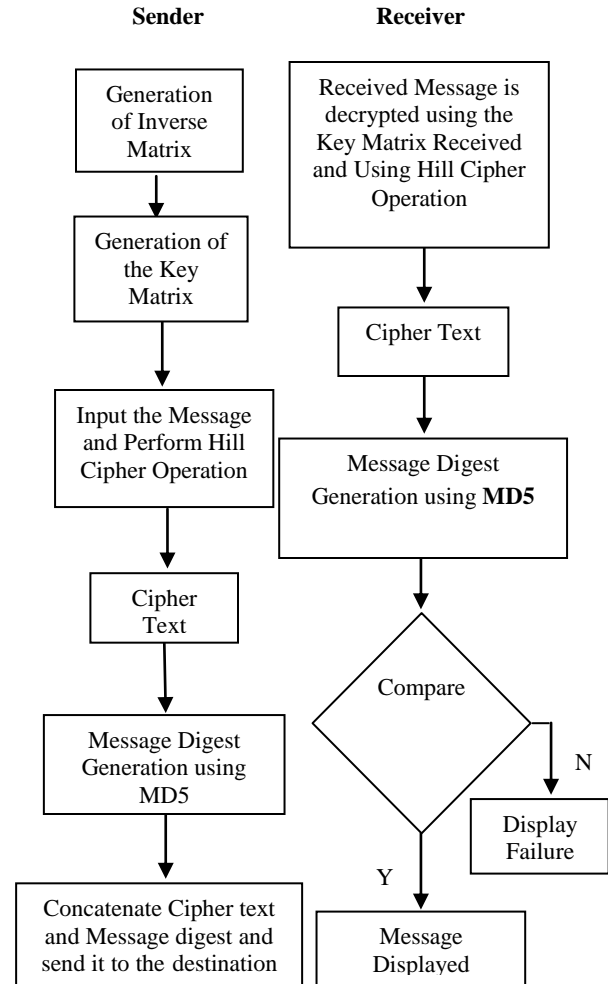 Sender
Generation
of Inverse
Matrix
Generation of
the Key
Matrix
Input the Message
and Perform Hill
Cipher Operation
Cipher
Text
Message Digest
Generation using
MD5
Concatenate Cipher text
and Message digest and
send it to the destination
Receiver
Received Message is
decrypted using the
Key Matrix Received
and Using Hill Cipher
Operation
Cipher Text
Message Digest
Generation using MD5
Compare
N
Display
Failure
Y
Message
Displayed